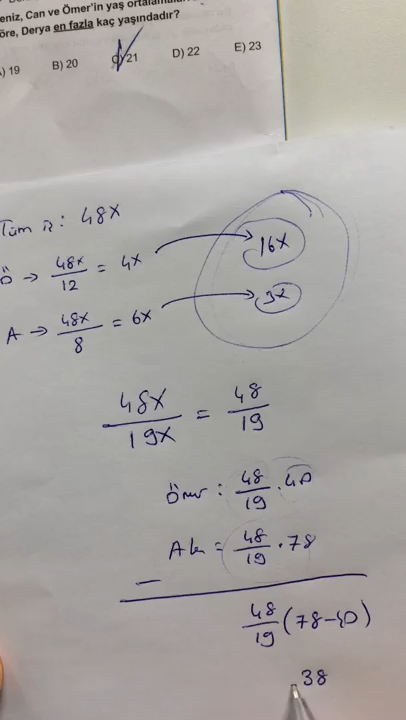 eniz, Can ve Ömer'in yaş
öre, Derya en fazla kaç yaşındadır?
) 19 B) 20 C) 21 D) 22 E) 23
Tüm iş : 48x
Ö → 48x/12 = 4x 16x
A → 48x/8 = 6x 3x
48x/19x = 48/19
Ömer : 48/19 . 40
Ali = 48/19 . 78
—
48/19 (78-40)
38